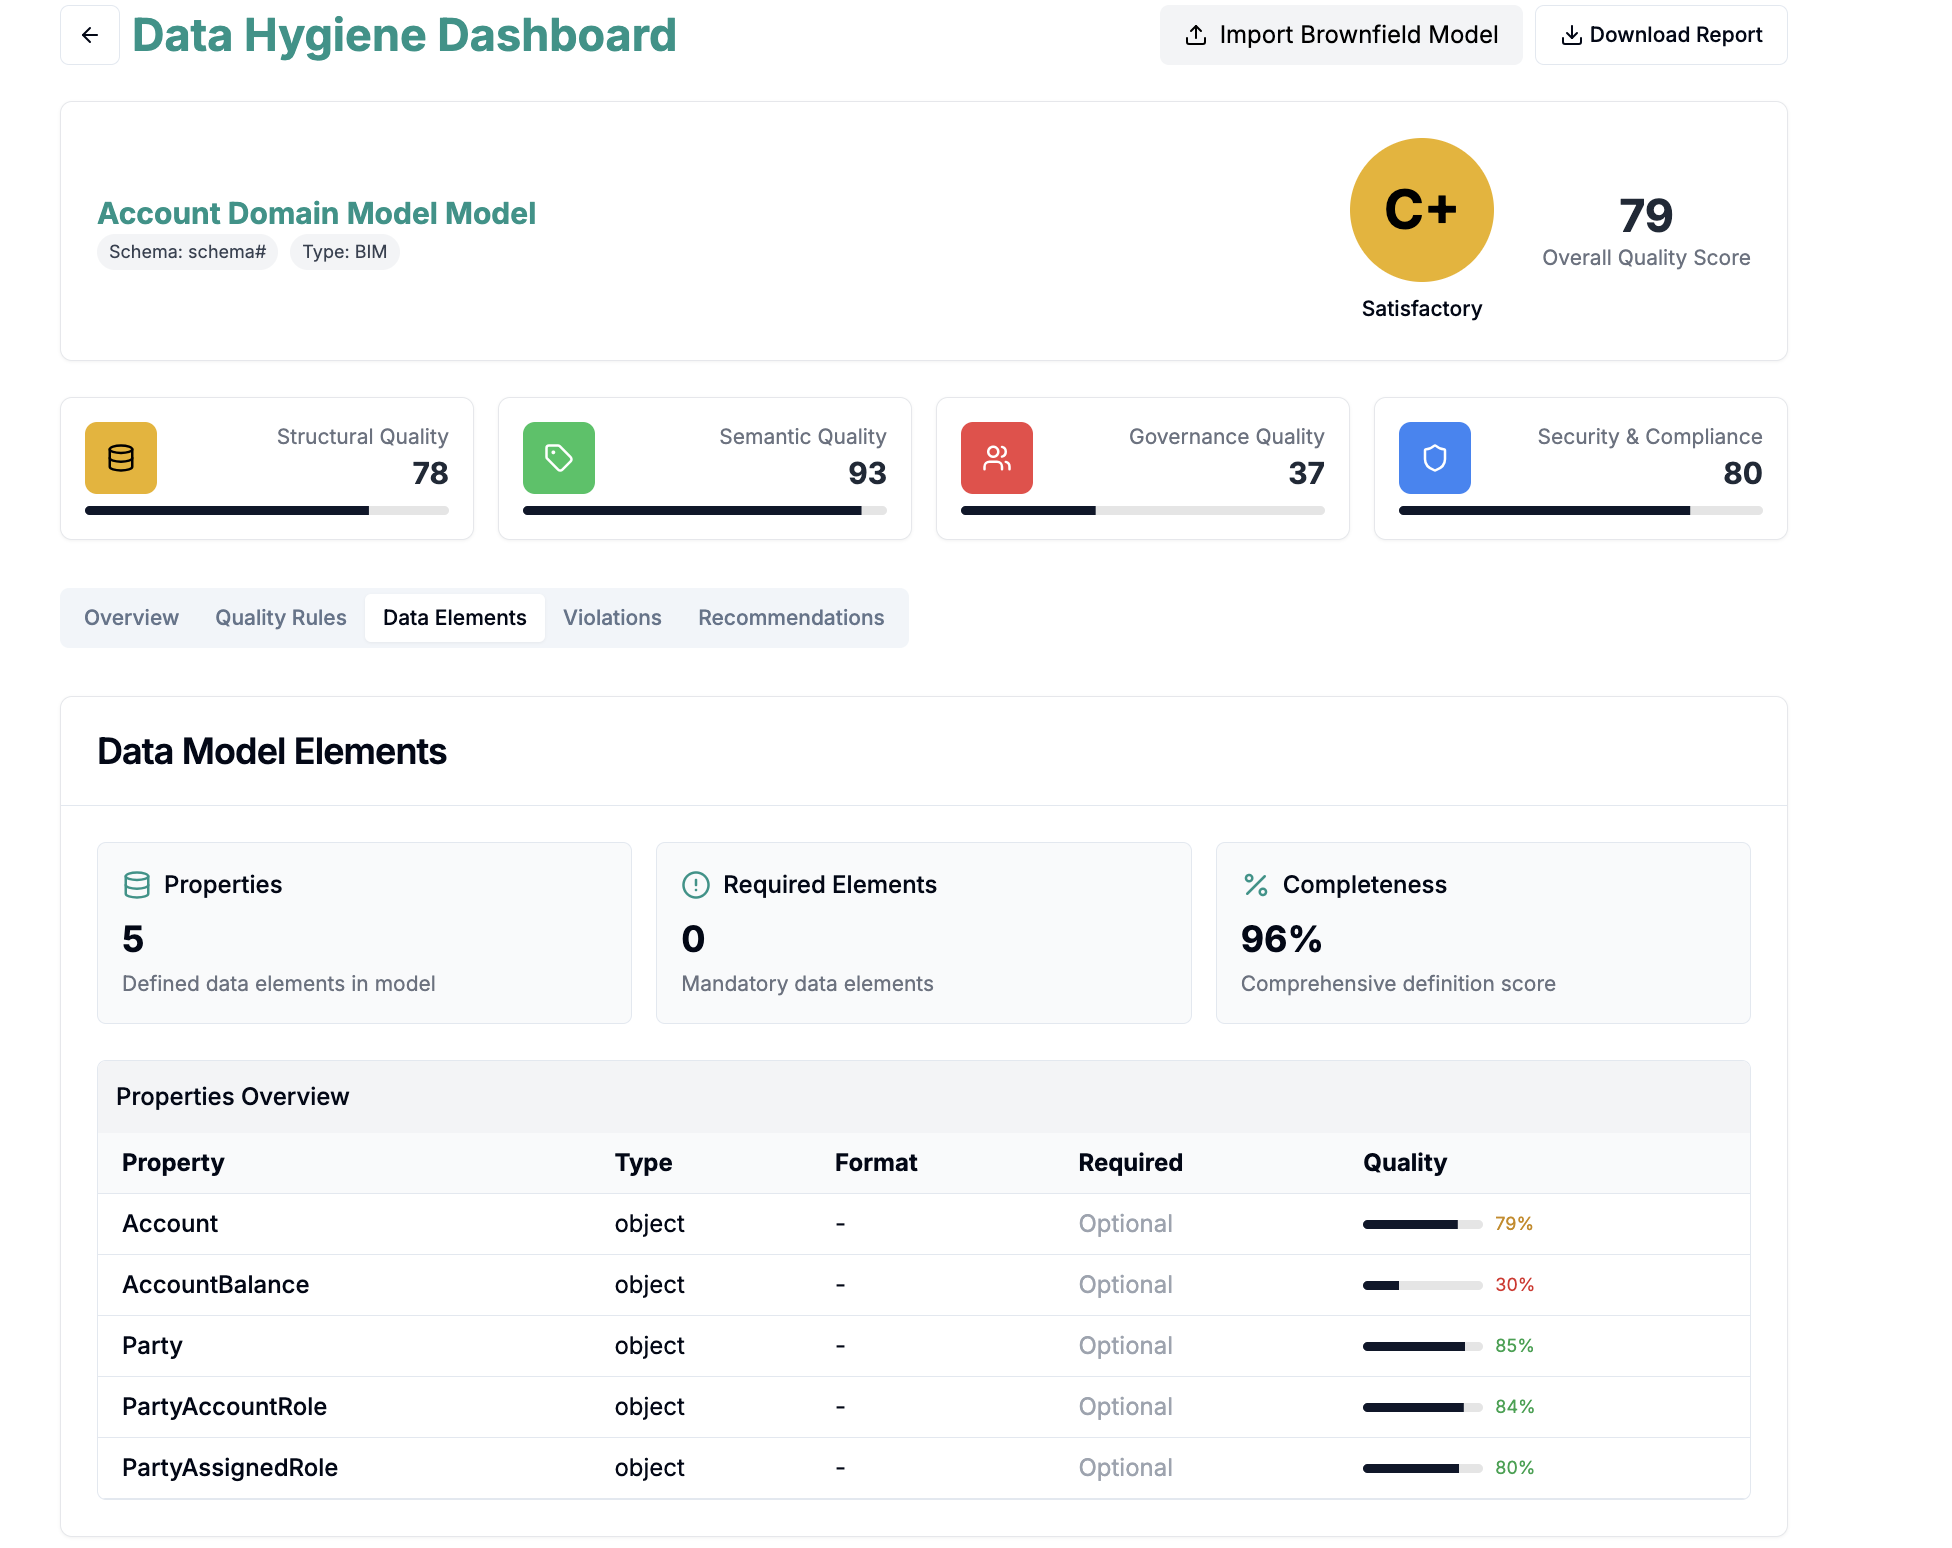 Data Hygiene Dashboard
Import Brownfield Model
Download Report
Account Domain Model Model
Schema: schema#
Type: BIM
C+
Satisfactory
79
Overall Quality Score
Structural Quality
78
Semantic Quality
93
Governance Quality
37
Security & Compliance
80
Overview
Quality Rules
Data Elements
Violations
Recommendations
Data Model Elements
Properties
5
Defined data elements in model
Required Elements
0
Mandatory data elements
Completeness
96%
Comprehensive definition score
Properties Overview
Property Type Format Required Quality
Account object - Optional 79%
AccountBalance object - Optional 30%
Party object - Optional 85%
PartyAccountRole object - Optional 84%
PartyAssignedRole object - Optional 80%